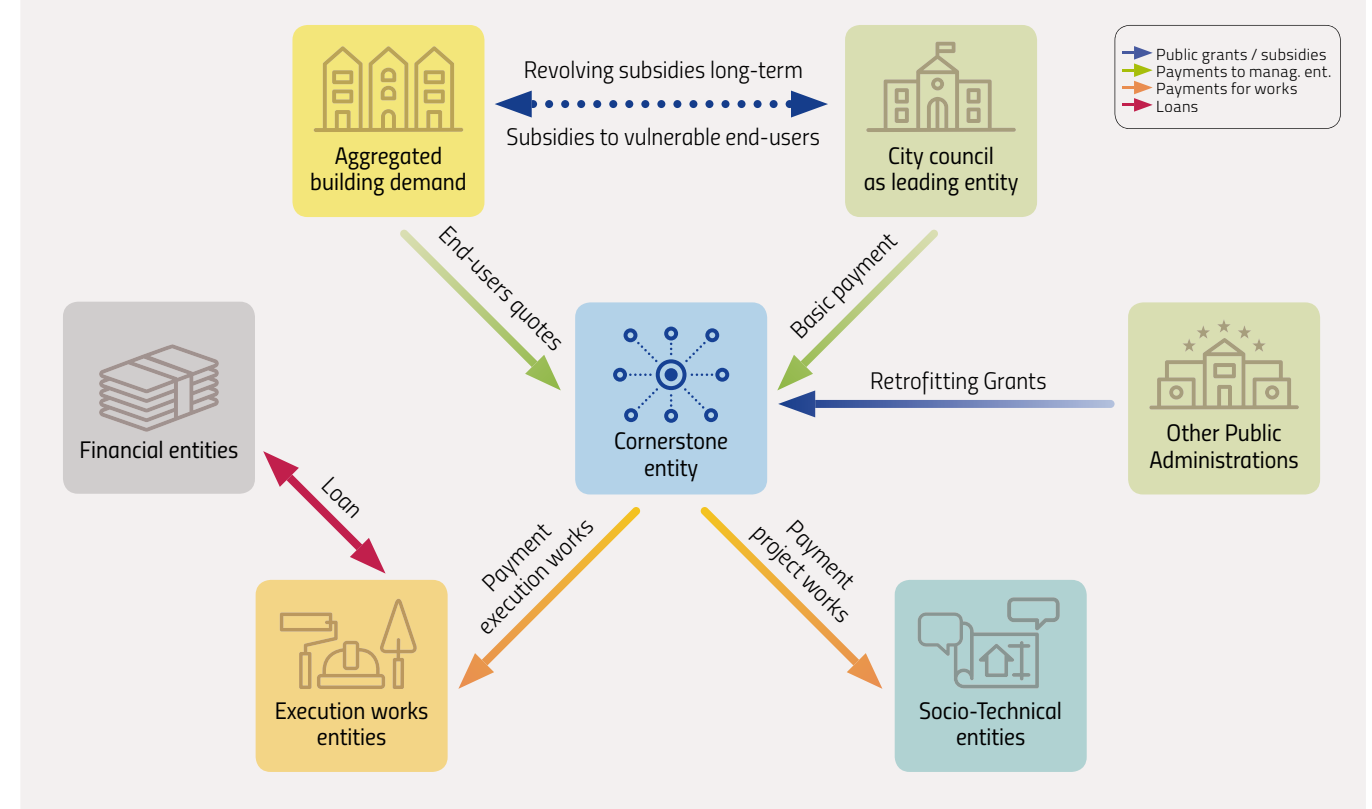 Revolving subsidies long-term
Subsidies to vulnerable end-users
Aggregated
building demand
City council
as leading entity
Public grants / subsidies
Payments to manag. ent.
Payments for works
Loans
End-users quotes
Basic payment
Retrofitting Grants
Financial entities
Cornerstone
entity
Other Public
Administrations
Loan
Payment
execution works
Payment
project works
Execution works
entities
Socio-Technical
entities